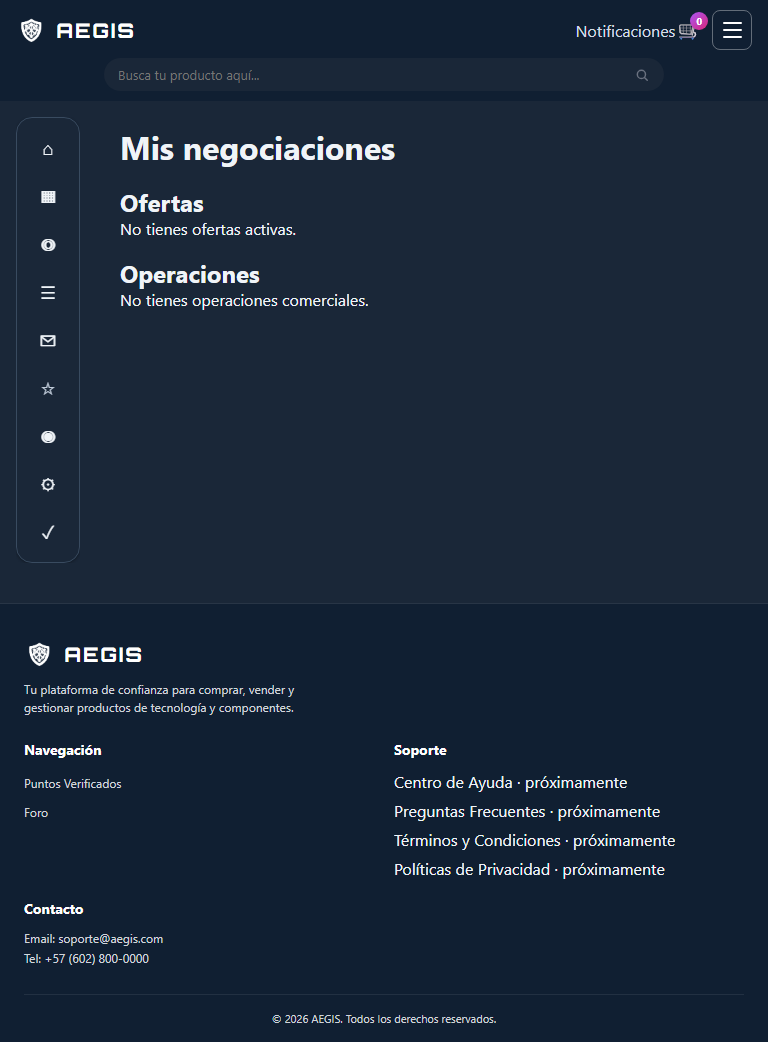 AEGIS
Notificaciones
0
Busca tu producto aquí...
Mis negociaciones
Ofertas
No tienes ofertas activas.
Operaciones
No tienes operaciones comerciales.
AEGIS
Tu plataforma de confianza para comprar, vender y
gestionar productos de tecnología y componentes.
Navegación
Puntos Verificados
Foro
Soporte
Centro de Ayuda · próximamente
Preguntas Frecuentes · próximamente
Términos y Condiciones · próximamente
Políticas de Privacidad · próximamente
Contacto
Email: soporte@aegis.com
Tel: +57 (602) 800-0000
© 2026 AEGIS. Todos los derechos reservados.